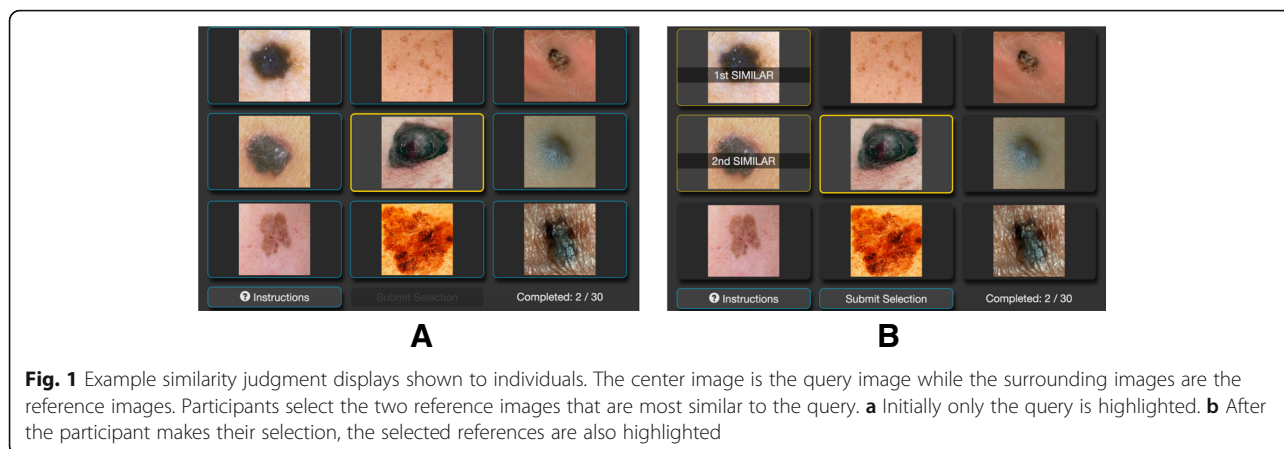 1st SIMILAR
2nd SIMILAR
Instructions Submit Selection Completed: 2 / 30
Instructions Submit Selection Completed: 2 / 30
A B
Fig. 1 Example similarity judgment displays shown to individuals. The center image is the query image while the surrounding images are the
reference images. Participants select the two reference images that are most similar to the query. a Initially only the query is highlighted. b After
the participant makes their selection, the selected references are also highlighted